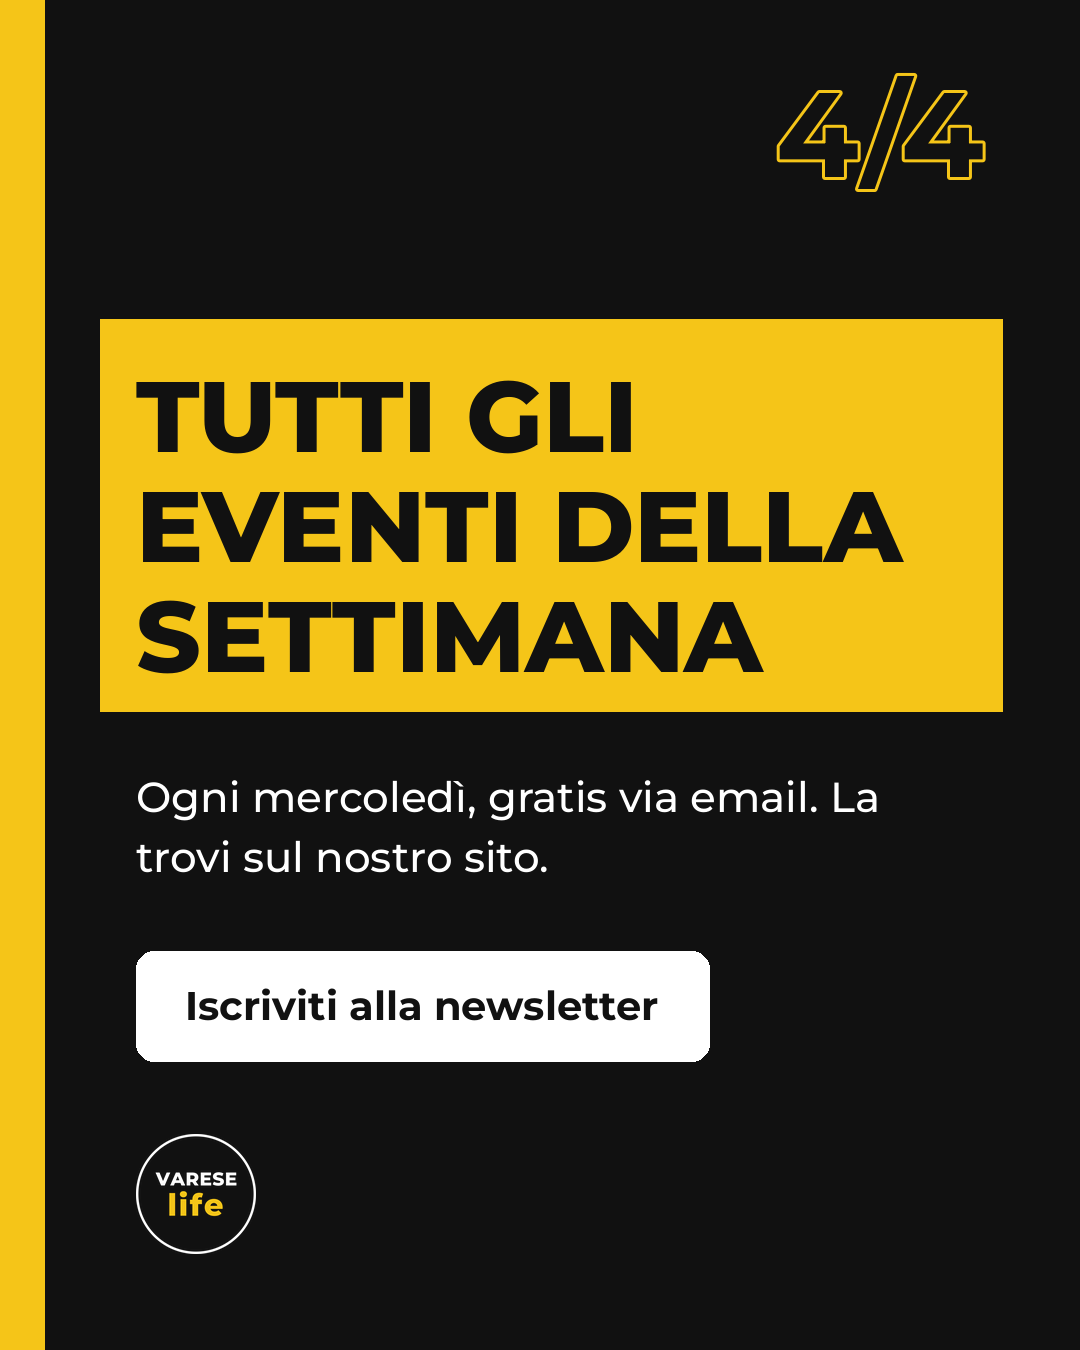 4/4
TUTTI GLI
EVENTI DELLA
SETTIMANA
Ogni mercoledì, gratis via email. La
trovi sul nostro sito.
Iscriviti alla newsletter
VARESE
life